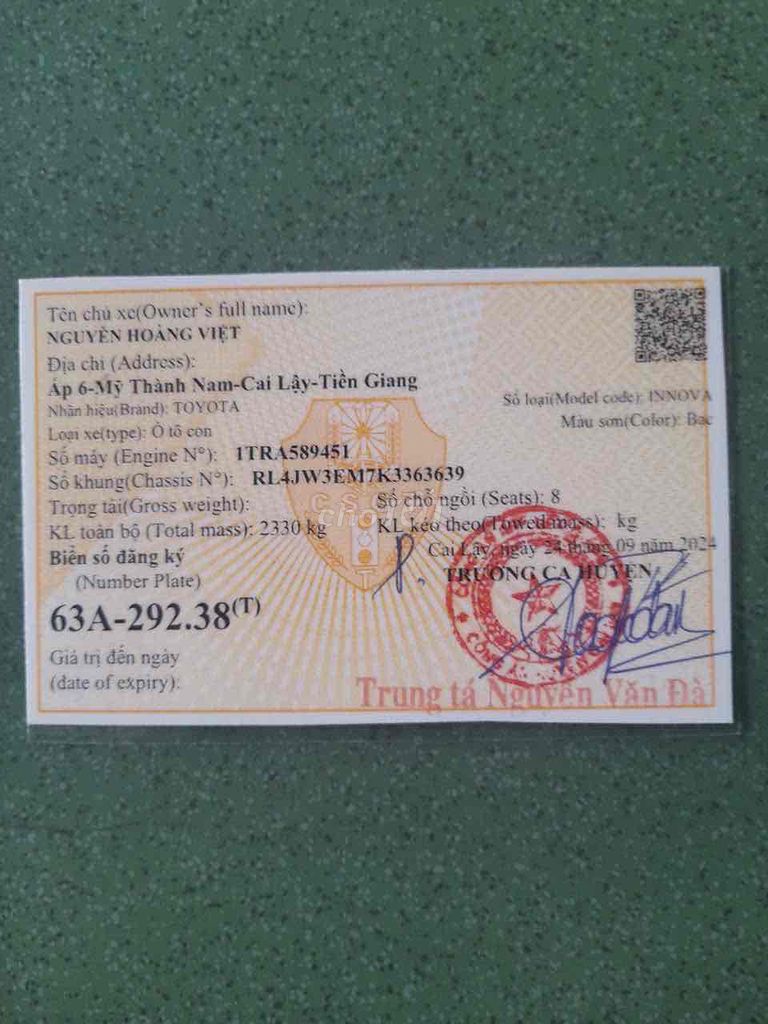 Tên chủ xe(Owner's full name):
NGUYỄN HOÀNG VIỆT
Địa chỉ (Address):
Ấp 6-Mỹ Thành Nam-Cai Lậy-Tiền Giang
Nhãn hiệu(Brand): TOYOTA
Số loại(Model code): INNOVA
Màu sơn(Color): Bạc
Loại xe(type): Ô tô con
Số máy (Engine N°): 1TRA589451
Số khung(Chassis N°): RL4JW3EM7K3363639
Trọng tải(Gross weight):
Số chỗ ngồi (Seats): 8
KL toàn bộ (Total mass): 2330 kg
KL kéo theo(Towed mass): kg
Biển số đăng ký
(Number Plate)
Cai Lậy, ngày 24 tháng 09 năm 2024
P. TRƯỞNG CA HUYỆN
63A-292.38(T)
Giá trị đến ngày
(date of expiry):
Trung tá Nguyễn Văn Đà